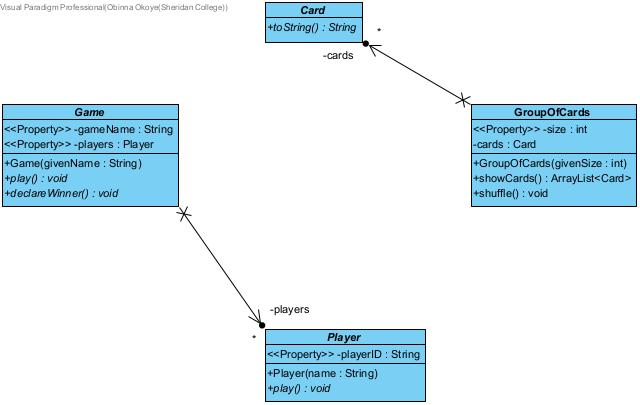 Visual Paradigm Professional(Obinna Okoye(Sheridan College))
Card
+toString() : String
*
-cards
Game
<<Property>> -gameName : String
<<Property>> -players : Player
+Game(givenName : String)
+play() : void
+declareWinner() : void
GroupOfCards
<<Property>> -size : int
-cards : Card
+GroupOfCards(givenSize : int)
+showCards() : ArrayList<Card>
+shuffle() : void
-players
*
Player
<<Property>> -playerID : String
+Player(name : String)
+play() : void